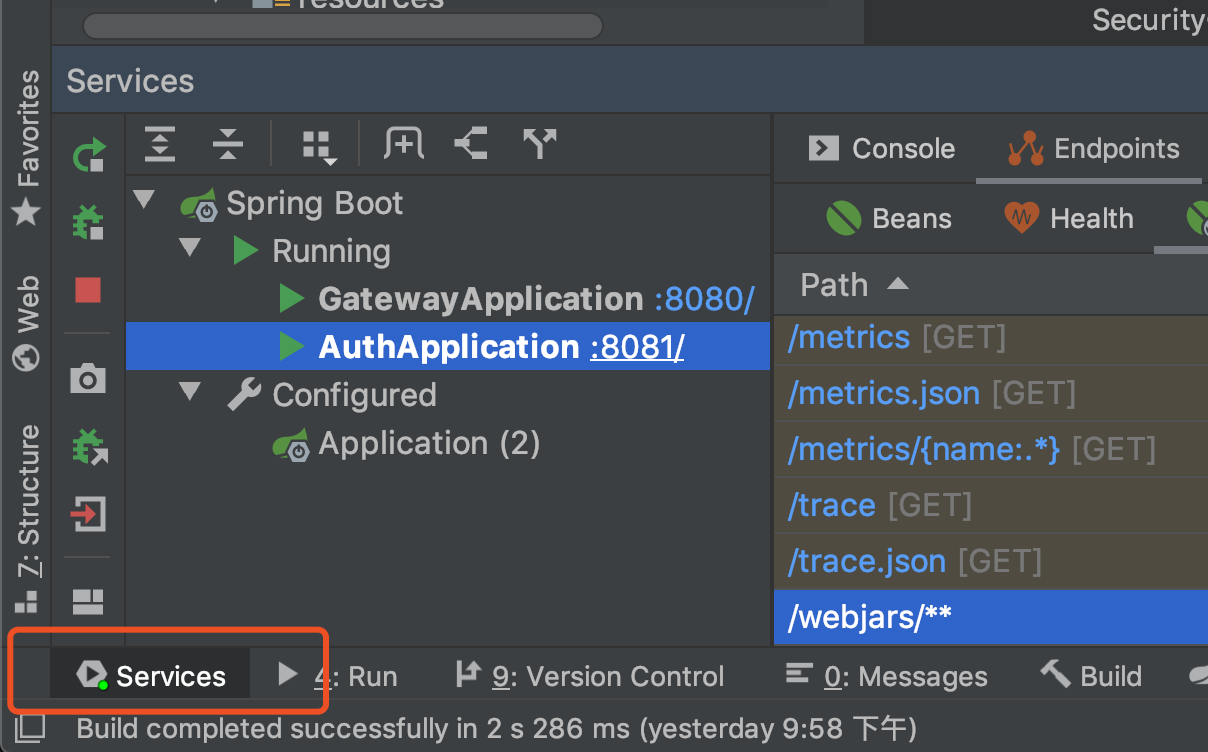 resources
Security
Services
Favorites
Web
7: Structure
Console
Endpoints
Beans
Health
Path
Spring Boot
Running
GatewayApplication :8080/
AuthApplication :8081/
Configured
Application (2)
/metrics [GET]
/metrics.json [GET]
/metrics/{name:.*} [GET]
/trace [GET]
/trace.json [GET]
/webjars/**
Services
4: Run
9: Version Control
0: Messages
Build
Build completed successfully in 2 s 286 ms (yesterday 9:58 下午)